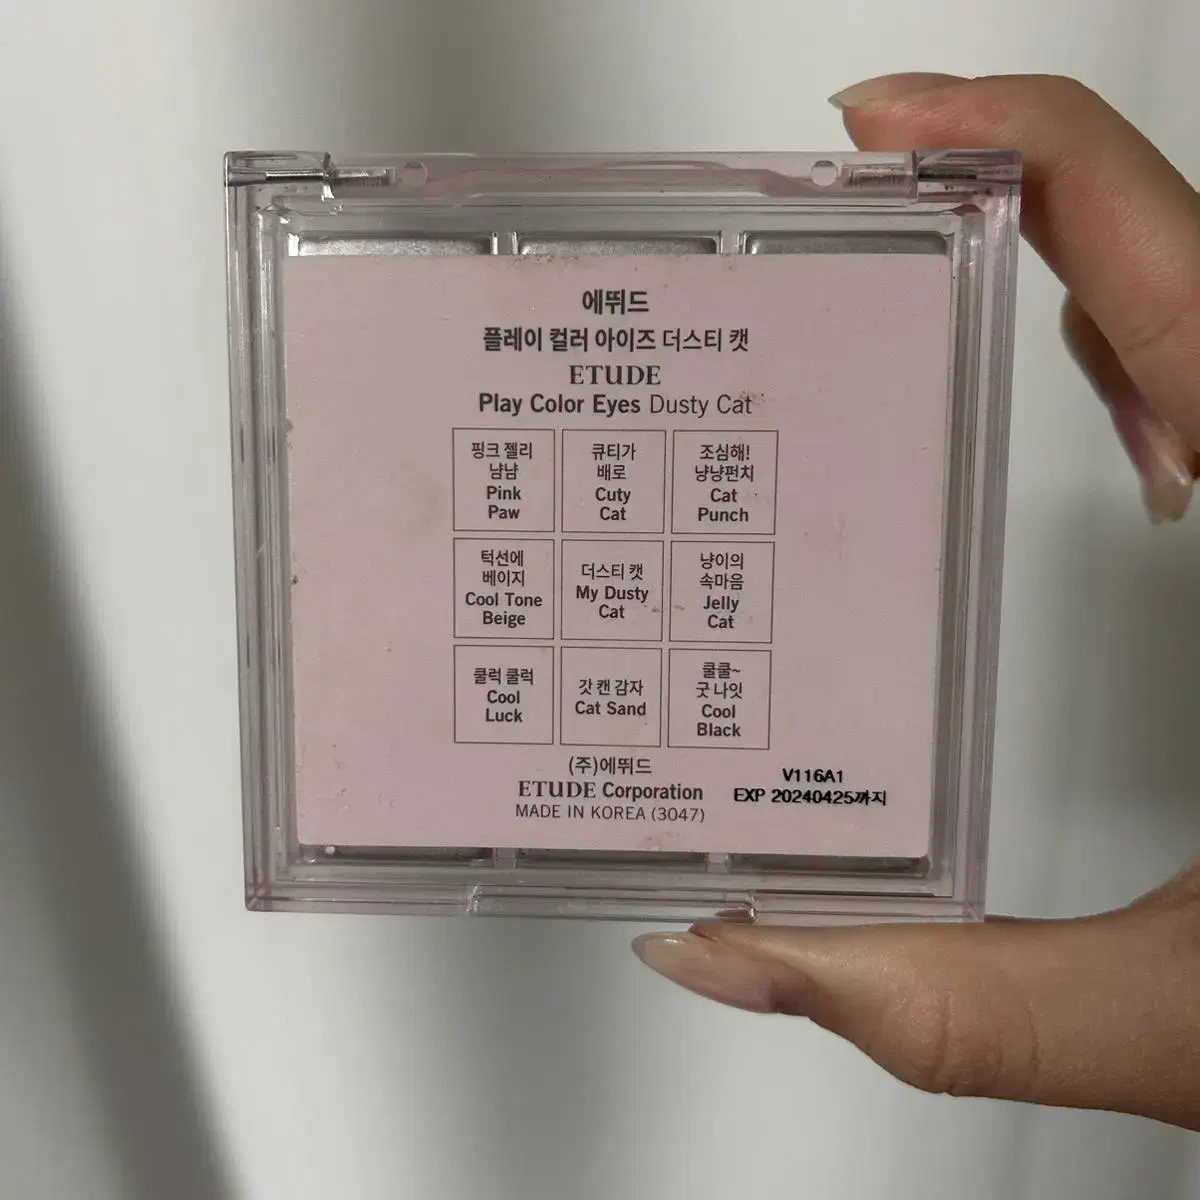 에뛰드
플레이 컬러 아이즈 더스티 캣
ETUDE
Play Color Eyes Dusty Cat
핑크 젤리
냠냠
Pink
Paw
큐티가
배로
Cuty
Cat
조심해!
냥냥펀치
Cat
Punch
턱선에
베이지
Cool Tone
Beige
더스티 캣
My Dusty
Cat
냥이의
속마음
Jelly
Cat
쿨럭 쿨럭
Cool
Luck
갓 캔 감자
Cat Sand
쿨쿨~
굿 나잇
Cool
Black
(주)에뛰드
ETUDE Corporation
MADE IN KOREA (3047)
V116A1
EXP 20240425까지